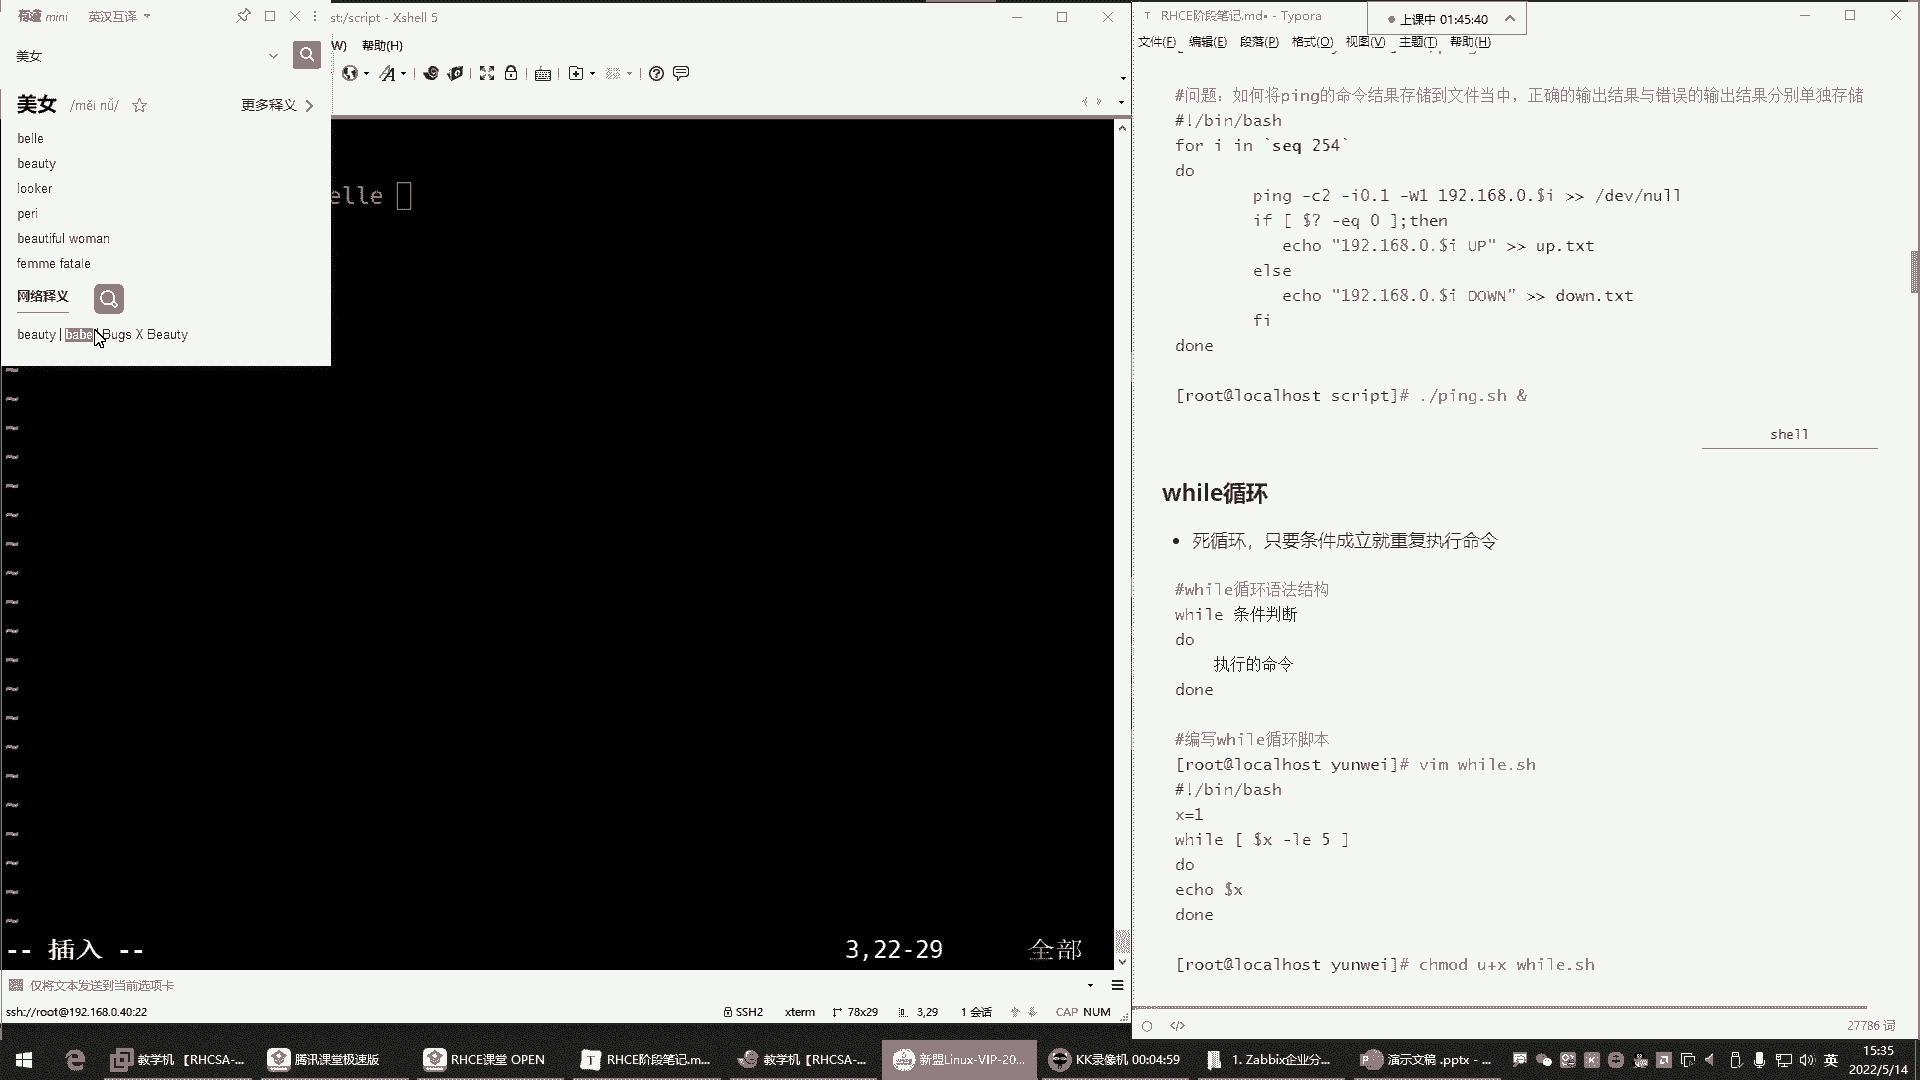 有道 mini 英汉互译
美女
美女 /měi nǚ/ 更多释义
belle
beauty
looker
peri
beautiful woman
femme fatale
网络释义
beauty | babe | Bugs X Beauty
st:/script - Xshell 5
W) 帮助(H)
elle
-- 插入 -- 3,22-29 全部
仅将文本发送到当前选项卡
ssh://root@192.168.0.40:22 SSH2 xterm 78x29 3,29 1 会话 CAP NUM
RHCE阶段笔记.md• - Typora
上课中 01:45:40
文件(F) 编辑(E) 段落(P) 格式(O) 视图(V) 主题(T) 帮助(H)
#问题：如何将ping的命令结果存储到文件当中，正确的输出结果与错误的输出结果分别单独存储
#!/bin/bash
for i in `seq 254`
do
ping -c2 -i0.1 -W1 192.168.0.$i >> /dev/null
if [ $? -eq 0 ];then
echo "192.168.0.$i UP" >> up.txt
else
echo "192.168.0.$i DOWN" >> down.txt
fi
done
[root@localhost script]# ./ping.sh &
shell
while循环
• 死循环，只要条件成立就重复执行命令
#while循环语法结构
while 条件判断
do
执行的命令
done
#编写while循环脚本
[root@localhost yunwei]# vim while.sh
#!/bin/bash
x=1
while [ $x -le 5 ]
do
echo $x
done
[root@localhost yunwei]# chmod u+x while.sh
27786 词
教学机 【RHCSA-... 腾讯课堂极速版 RHCE课堂 OPEN RHCE阶段笔记.m... 教学机【RHCSA-... 新盟Linux-VIP-20... KK录像机 00:04:59 1. Zabbix企业分... 演示文稿 .pptx - ... 英 15:35
2022/5/14